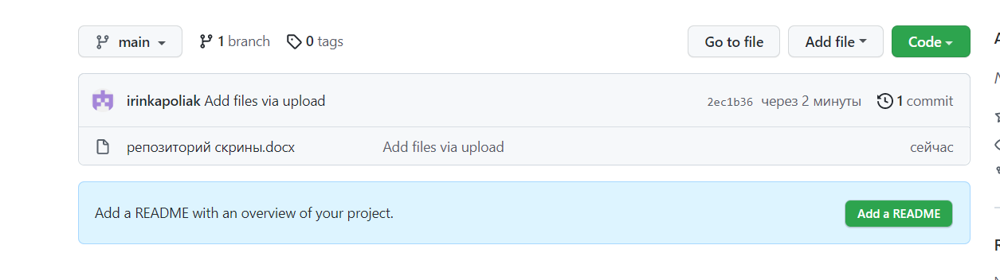 main 1 branch 0 tags Go to file Add file Code
irinkapoliak Add files via upload 2ec1b36 через 2 минуты 1 commit
репозиторий скрины.docx Add files via upload сейчас
Add a README with an overview of your project. Add a README